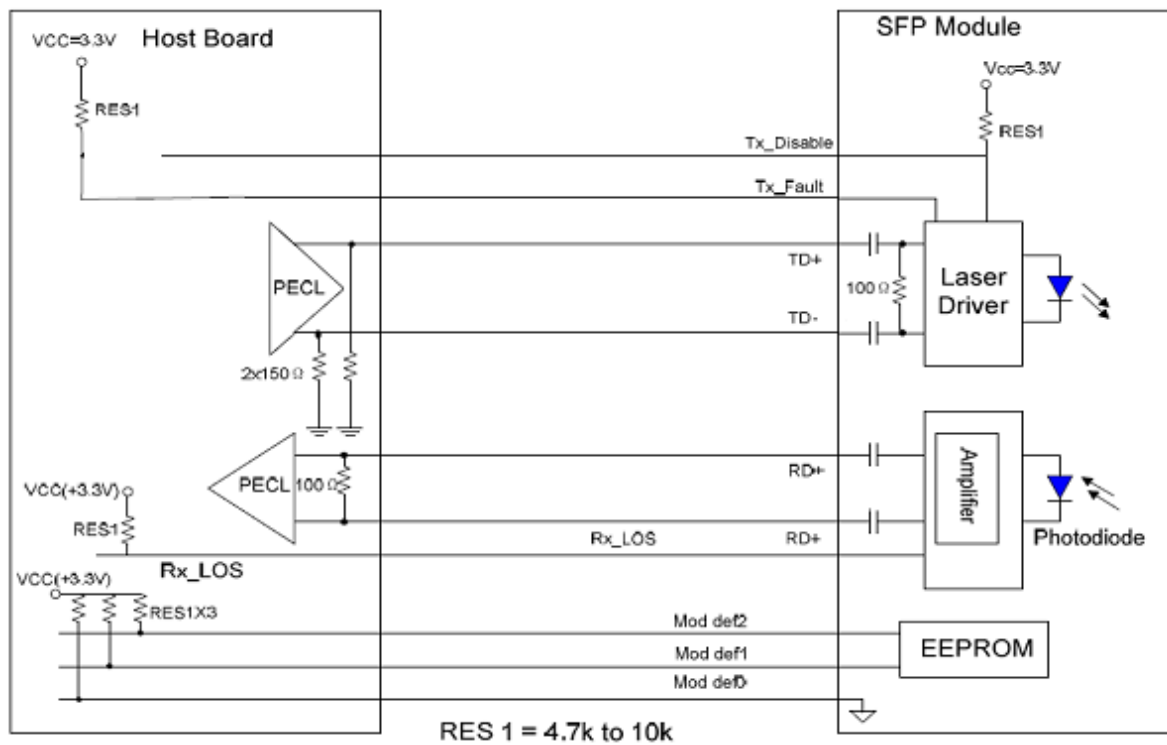 Host Board
SFP Module
VCC=3.3V
Vcc=3.3V
RES1
RES1
Tx_Disable
Tx_Fault
PECL
TD+
100 Ω
Laser
Driver
TD-
2x150 Ω
PECL
100 Ω
RD+
Amplifier
VCC(+3.3V)
RES1
Rx_LOS
RD+
Photodiode
Rx_LOS
VCC(+3.3V)
RES1X3
Mod def2
EEPROM
Mod def1
Mod def0
RES 1 = 4.7k to 10k